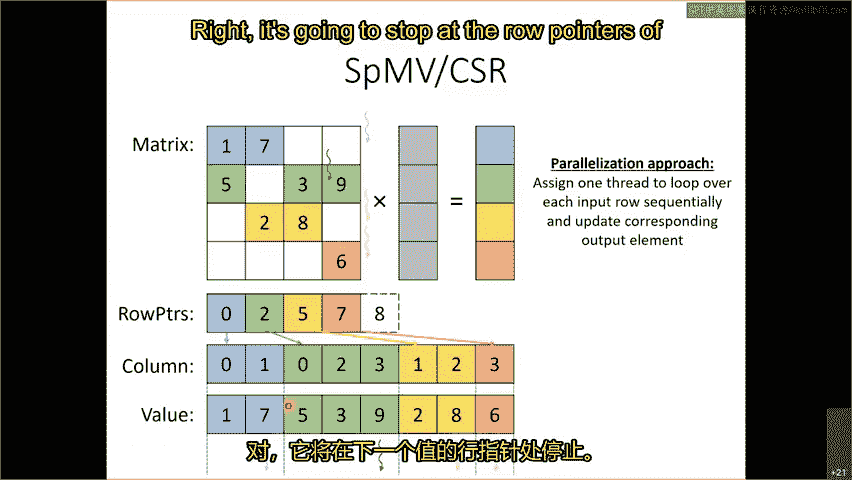 Right, it's going to stop at the row pointers of
SpMV/CSR
Matrix:
1 7
5 3 9
2 8
6
×
=
Parallelization approach:
Assign one thread to loop over
each input row sequentially
and update corresponding
output element
RowPtrs: 0 2 5 7 8
Column: 0 1 0 2 3 1 2 3
Value: 1 7 5 3 9 2 8 6
对，它将在下一个值的行指针处停止。
+21